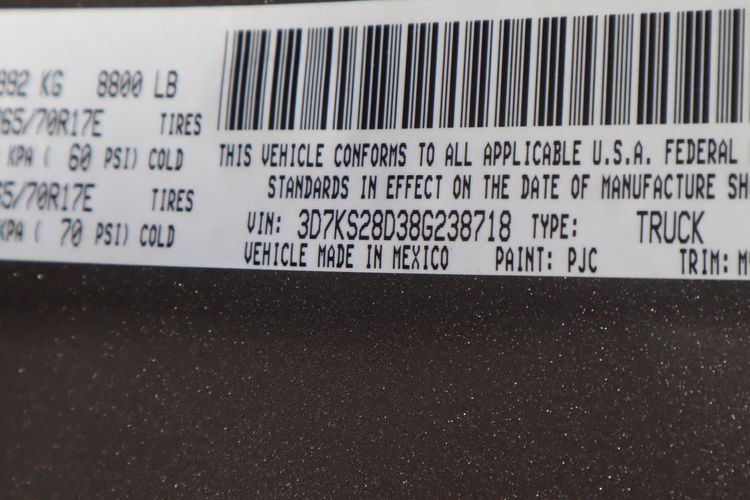 892 KG 8800 LB
65/70R17E TIRES
KPA ( 60 PSI) COLD
65/70R17E TIRES
KPA ( 70 PSI) COLD
THIS VEHICLE CONFORMS TO ALL APPLICABLE U.S.A. FEDERAL
STANDARDS IN EFFECT ON THE DATE OF MANUFACTURE SH
VIN: 3D7KS28D38G238718 TYPE: TRUCK
VEHICLE MADE IN MEXICO PAINT: PJC TRIM: